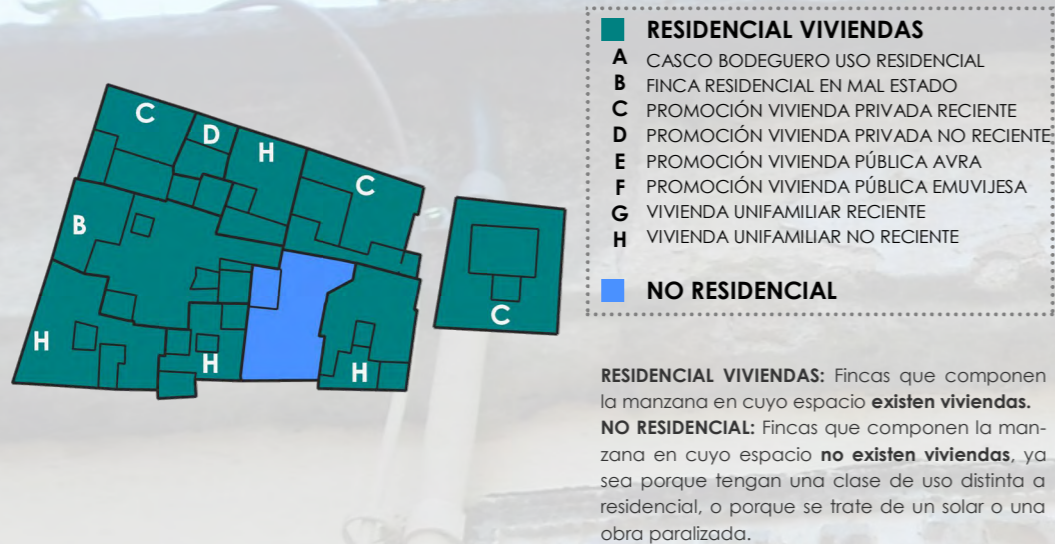 C
D
H
C
B
H
H
H
C
RESIDENCIAL VIVIENDAS
A CASCO BODEGUERO USO RESIDENCIAL
B FINCA RESIDENCIAL EN MAL ESTADO
C PROMOCIÓN VIVIENDA PRIVADA RECIENTE
D PROMOCIÓN VIVIENDA PRIVADA NO RECIENTE
E PROMOCIÓN VIVIENDA PÚBLICA AVRA
F PROMOCIÓN VIVIENDA PÚBLICA EMUVIJESA
G VIVIENDA UNIFAMILIAR RECIENTE
H VIVIENDA UNIFAMILIAR NO RECIENTE
NO RESIDENCIAL
RESIDENCIAL VIVIENDAS: Fincas que componen
la manzana en cuyo espacio existen viviendas.
NO RESIDENCIAL: Fincas que componen la man-
zana en cuyo espacio no existen viviendas, ya
sea porque tengan una clase de uso distinta a
residencial, o porque se trate de un solar o una
obra paralizada.